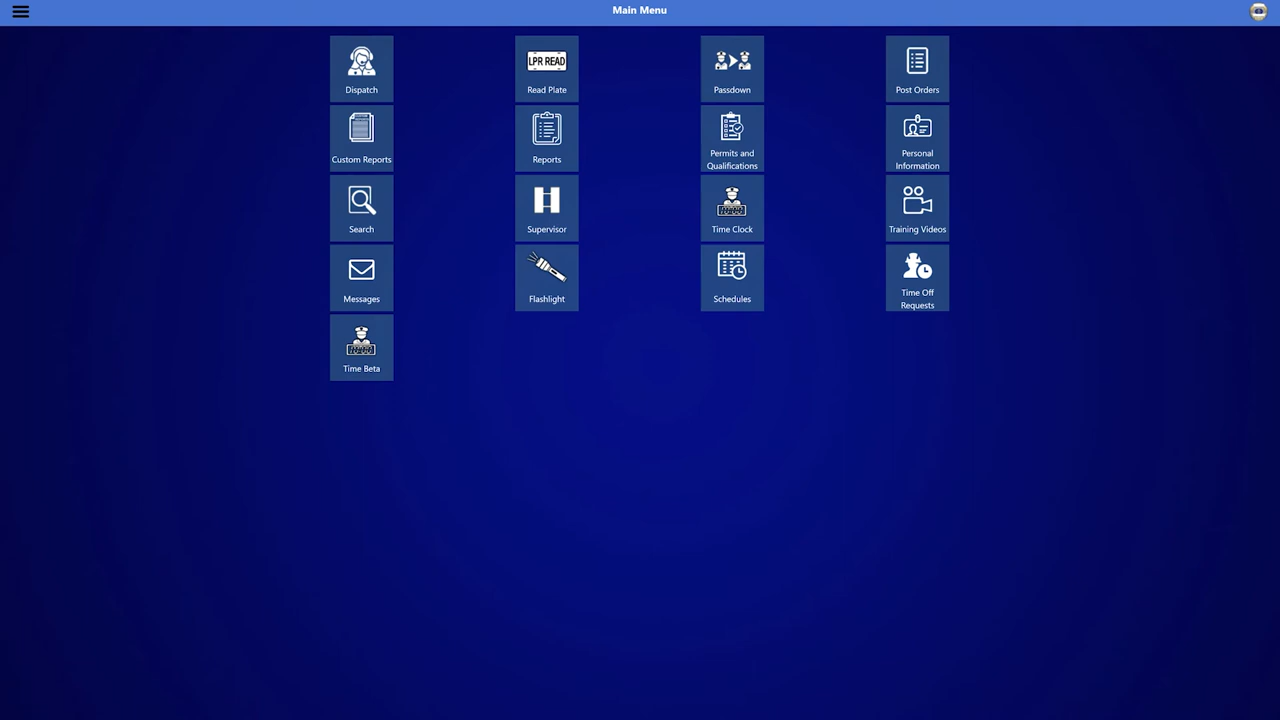 Main Menu
LPR READ
Dispatch
Read Plate
Passdown
Post Orders
Custom Reports
Reports
Permits and
Qualifications
Personal
Information
Search
Supervisor
Time Clock
Training Videos
Messages
Flashlight
Schedules
Time Off
Requests
Time Beta